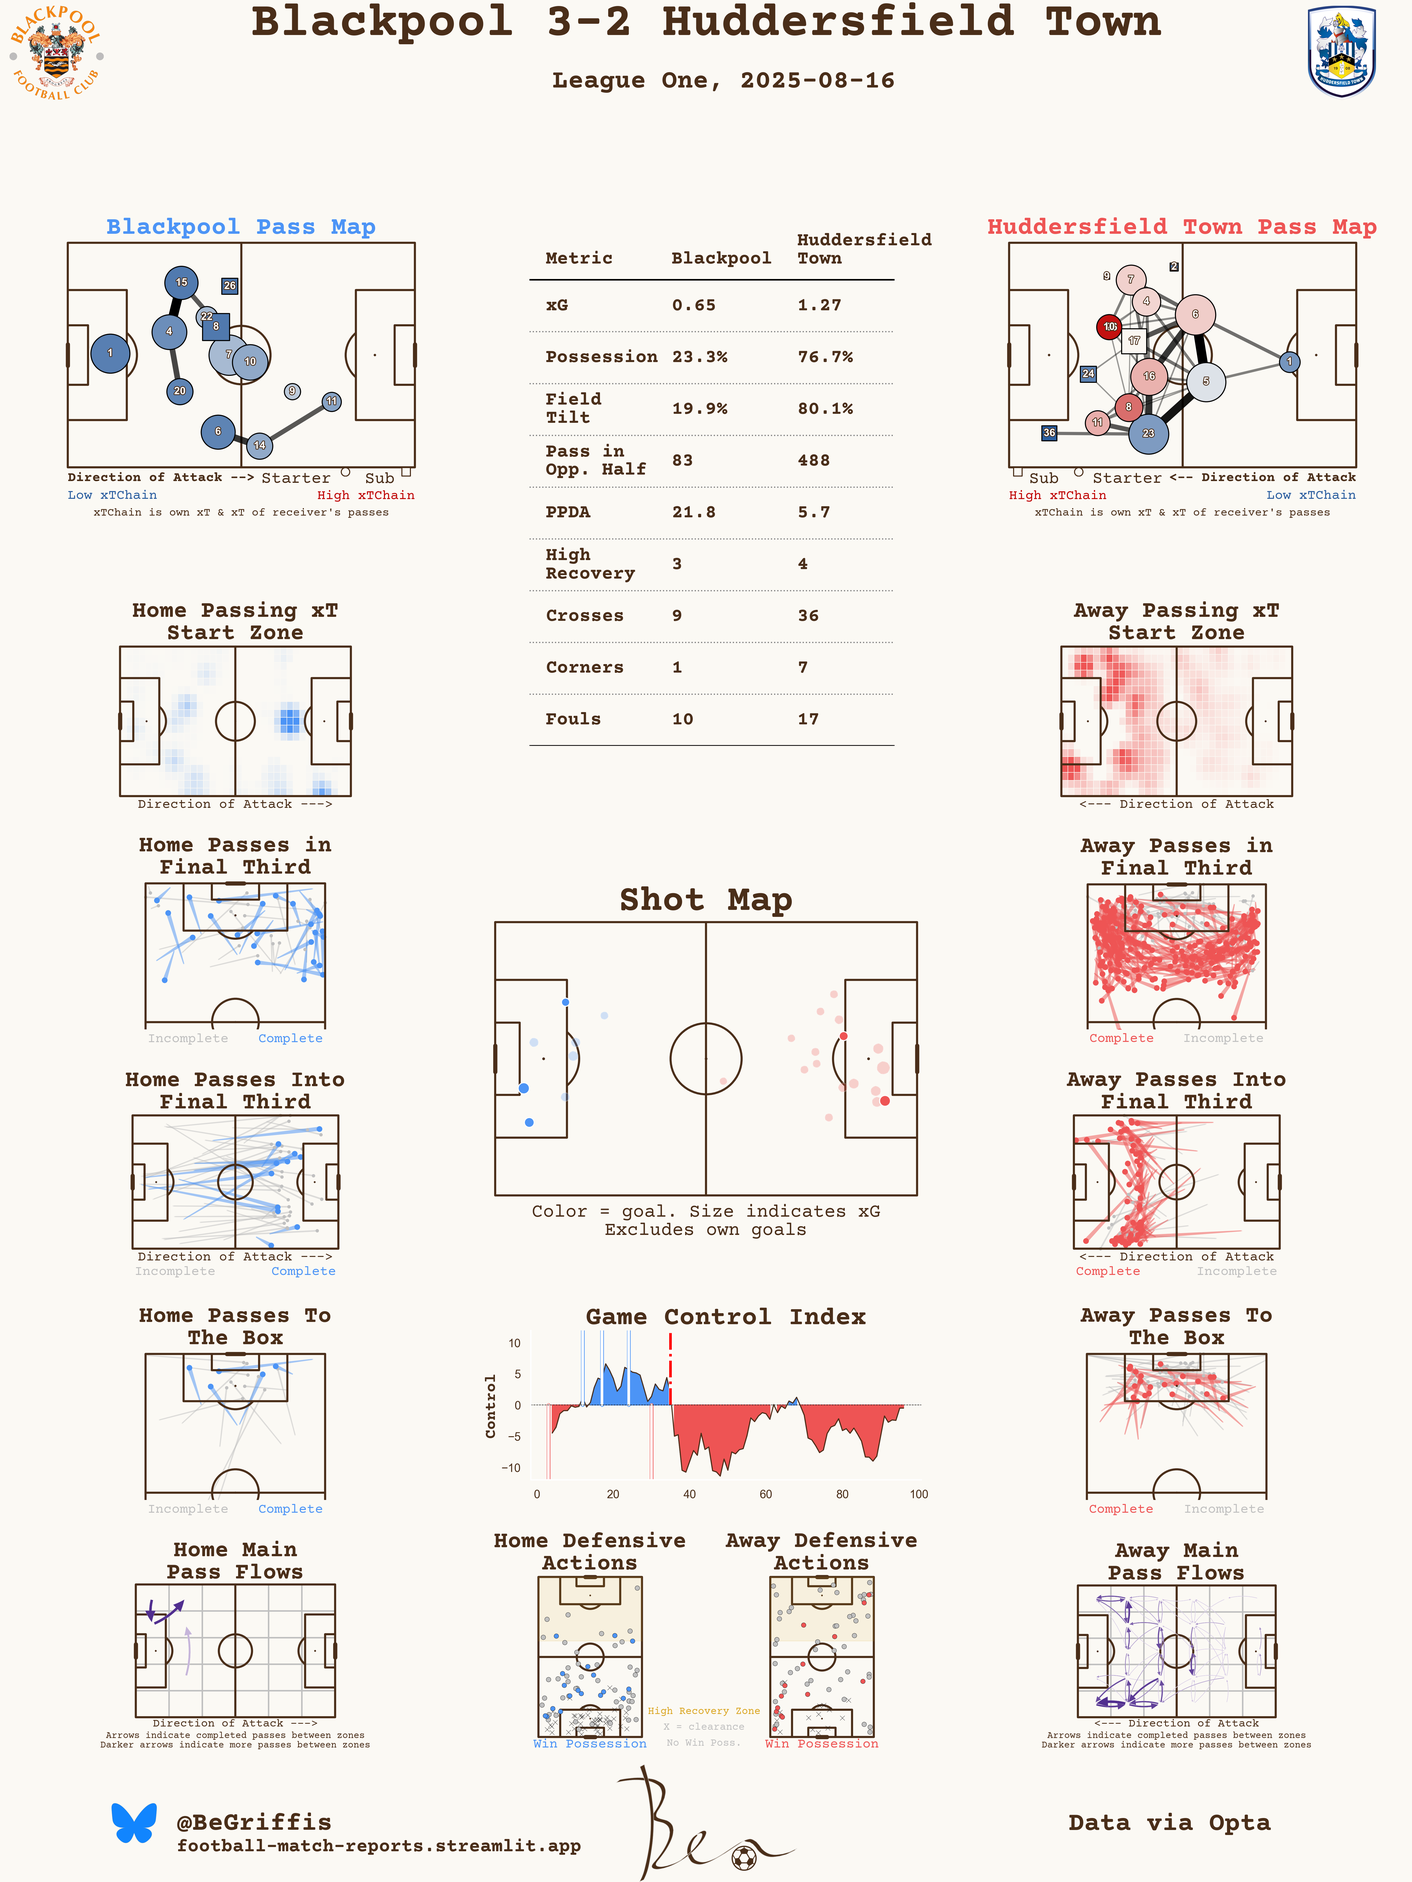 Blackpool 3-2 Huddersfield Town
League One, 2025-08-16
BLACKPOOL
FOOTBALL CLUB
HUDDERSFIELD TOWN
Blackpool Pass Map
15
26
22
8
4
1
7
10
20
9
11
6
14
Direction of Attack --> Starter Sub
Low xTChain High xTChain
xTChain is own xT & xT of receiver's passes
Metric Blackpool Huddersfield Town
xG 0.65 1.27
Possession 23.3% 76.7%
Field Tilt 19.9% 80.1%
Pass in Opp. Half 83 488
PPDA 21.8 5.7
High Recovery 3 4
Crosses 9 36
Corners 1 7
Fouls 10 17
Huddersfield Town Pass Map
9
7
2
4
6
10
17
1
24
16
5
8
11
36
23
Sub Starter <-- Direction of Attack
High xTChain Low xTChain
xTChain is own xT & xT of receiver's passes
Home Passing xT
Start Zone
Direction of Attack --->
Away Passing xT
Start Zone
<--- Direction of Attack
Home Passes in
Final Third
Incomplete Complete
Away Passes in
Final Third
Complete Incomplete
Shot Map
Color = goal. Size indicates xG
Excludes own goals
Home Passes Into
Final Third
Direction of Attack --->
Incomplete Complete
Away Passes Into
Final Third
<--- Direction of Attack
Complete Incomplete
Home Passes To
The Box
Incomplete Complete
Game Control Index
Control
10
5
0
−5
−10
0 20 40 60 80 100
Away Passes To
The Box
Complete Incomplete
Home Main
Pass Flows
Direction of Attack --->
Arrows indicate completed passes between zones
Darker arrows indicate more passes between zones
Home Defensive
Actions
Win Possession
High Recovery Zone
X = clearance
No Win Poss.
Away Defensive
Actions
Win Possession
Away Main
Pass Flows
<--- Direction of Attack
Arrows indicate completed passes between zones
Darker arrows indicate more passes between zones
@BeGriffis
football-match-reports.streamlit.app
Ben
Data via Opta